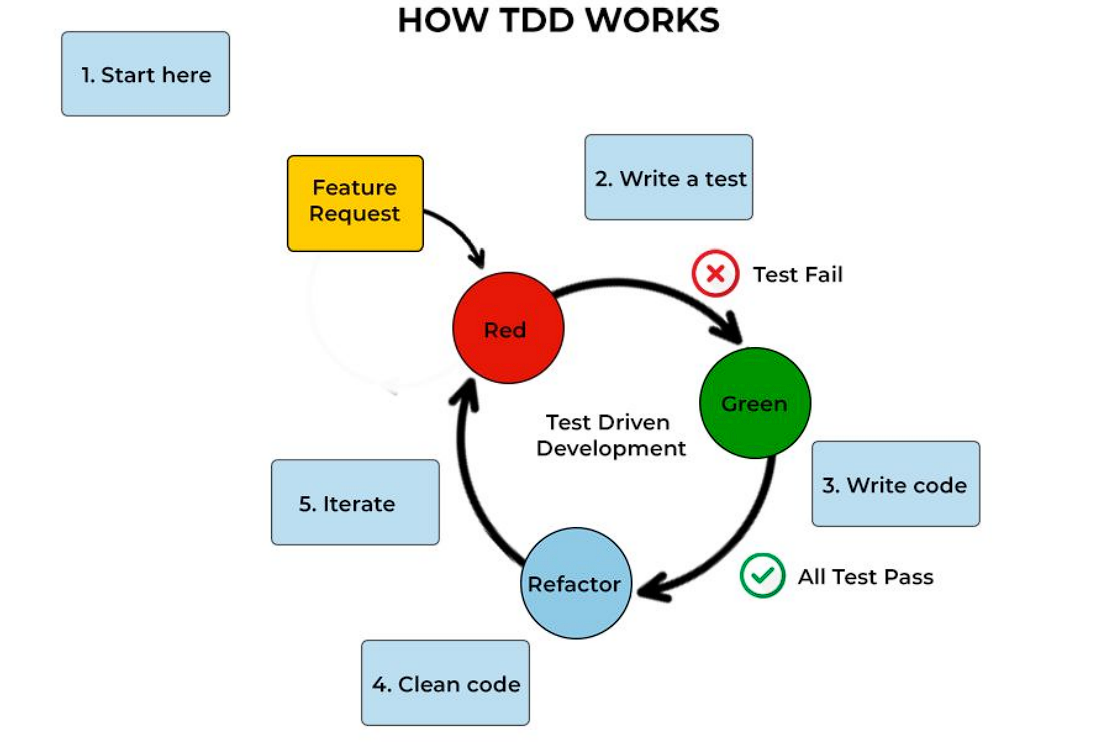 HOW TDD WORKS
1. Start here
2. Write a test
Feature
Request
Test Fail
Red
Green
Test Driven
Development
3. Write code
5. Iterate
All Test Pass
Refactor
4. Clean code